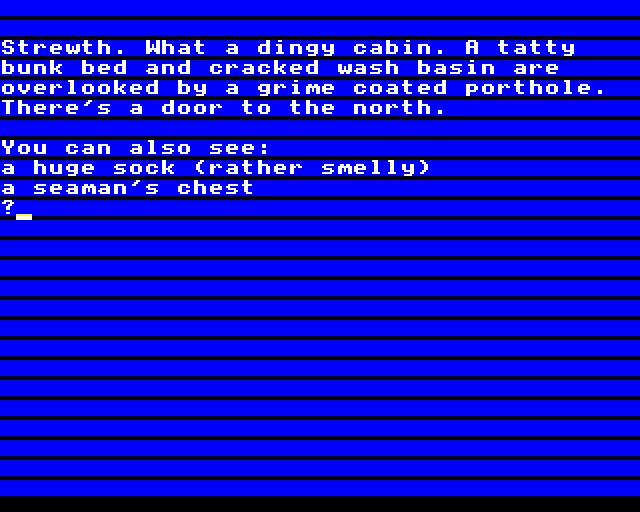 Strewth. What a dingy cabin. A tatty
bunk bed and cracked wash basin are
overlooked by a grime coated porthole.
There's a door to the north.
You can also see:
a huge sock (rather smelly)
a seaman's chest
?_